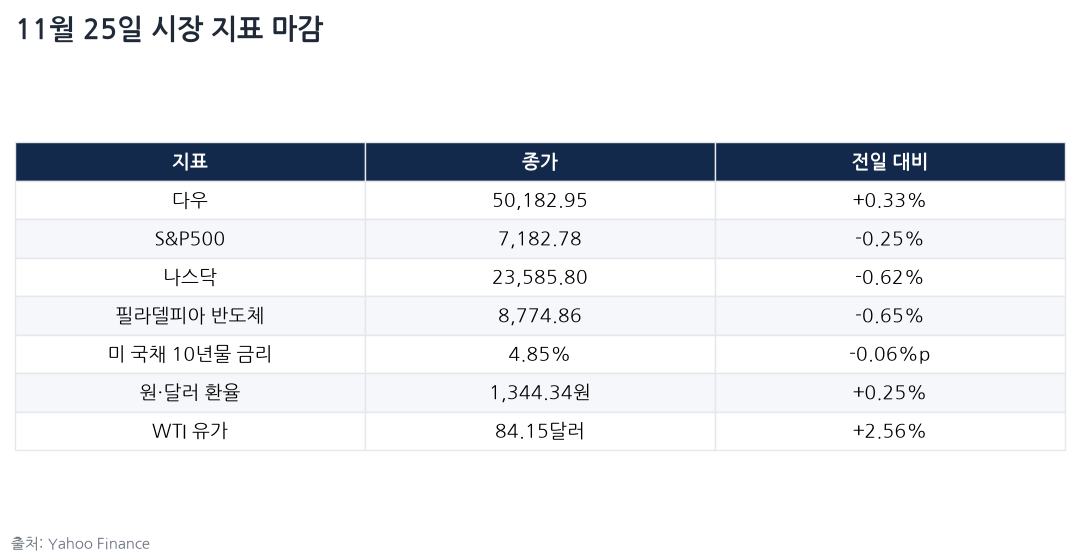 11월 25일 시장 지표 마감
지표 종가 전일 대비
다우 50,182.95 +0.33%
S&P500 7,182.78 -0.25%
나스닥 23,585.80 -0.62%
필라델피아 반도체 8,774.86 -0.65%
미 국채 10년물 금리 4.85% -0.06%p
원·달러 환율 1,344.34원 +0.25%
WTI 유가 84.15달러 +2.56%
출처: Yahoo Finance